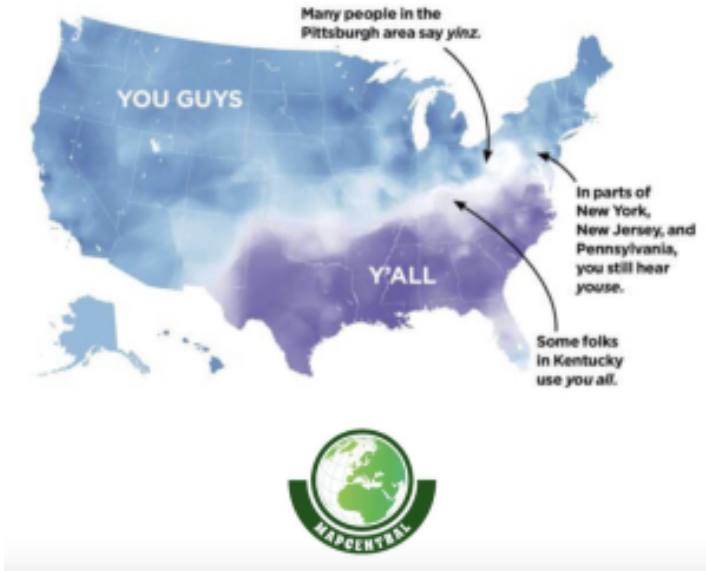 Many people in the
Pittsburgh area say yinz.
YOU GUYS
In parts of
New York,
New Jersey, and
Pennsylvania,
you still hear
youse.
Y'ALL
Some folks
in Kentucky
use you all.
MAPCENTRAL